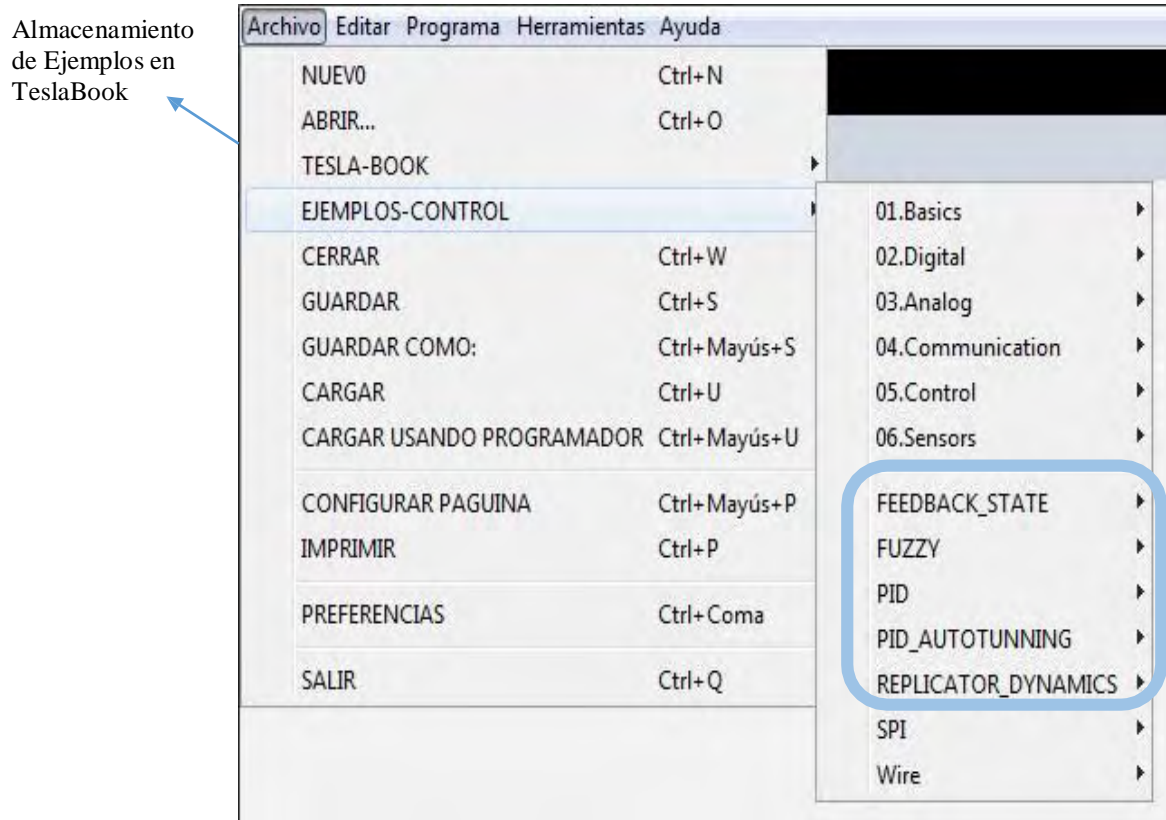 Almacenamiento
de Ejemplos en
TeslaBook
Archivo Editar Programa Herramientas Ayuda
NUEV0 Ctrl+N
ABRIR... Ctrl+O
TESLA-BOOK
EJEMPLOS-CONTROL
CERRAR Ctrl+W
GUARDAR Ctrl+S
GUARDAR COMO: Ctrl+Mayús+S
CARGAR Ctrl+U
CARGAR USANDO PROGRAMADOR Ctrl+Mayús+U
CONFIGURAR PAGUINA Ctrl+Mayús+P
IMPRIMIR Ctrl+P
PREFERENCIAS Ctrl+Coma
SALIR Ctrl+Q
01.Basics
02.Digital
03.Analog
04.Communication
05.Control
06.Sensors
FEEDBACK_STATE
FUZZY
PID
PID_AUTOTUNNING
REPLICATOR_DYNAMICS
SPI
Wire